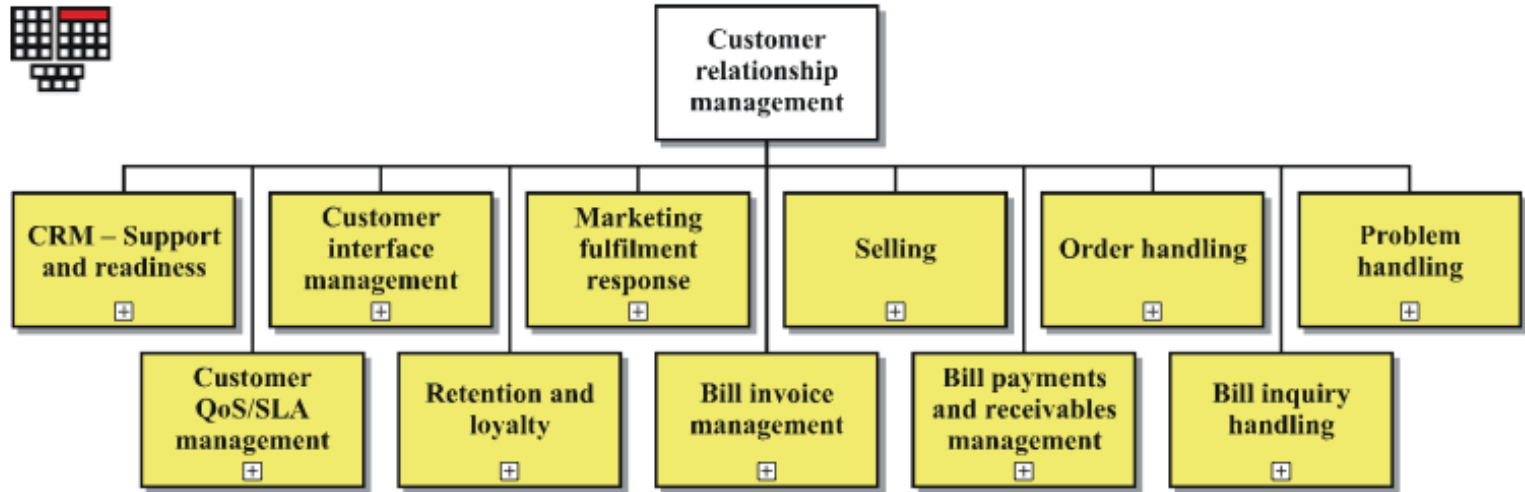 Customer
relationship
management
CRM – Support
and readiness
Customer
interface
management
Marketing
fulfilment
response
Selling
Order handling
Problem
handling
Customer
QoS/SLA
management
Retention and
loyalty
Bill invoice
management
Bill payments
and receivables
management
Bill inquiry
handling